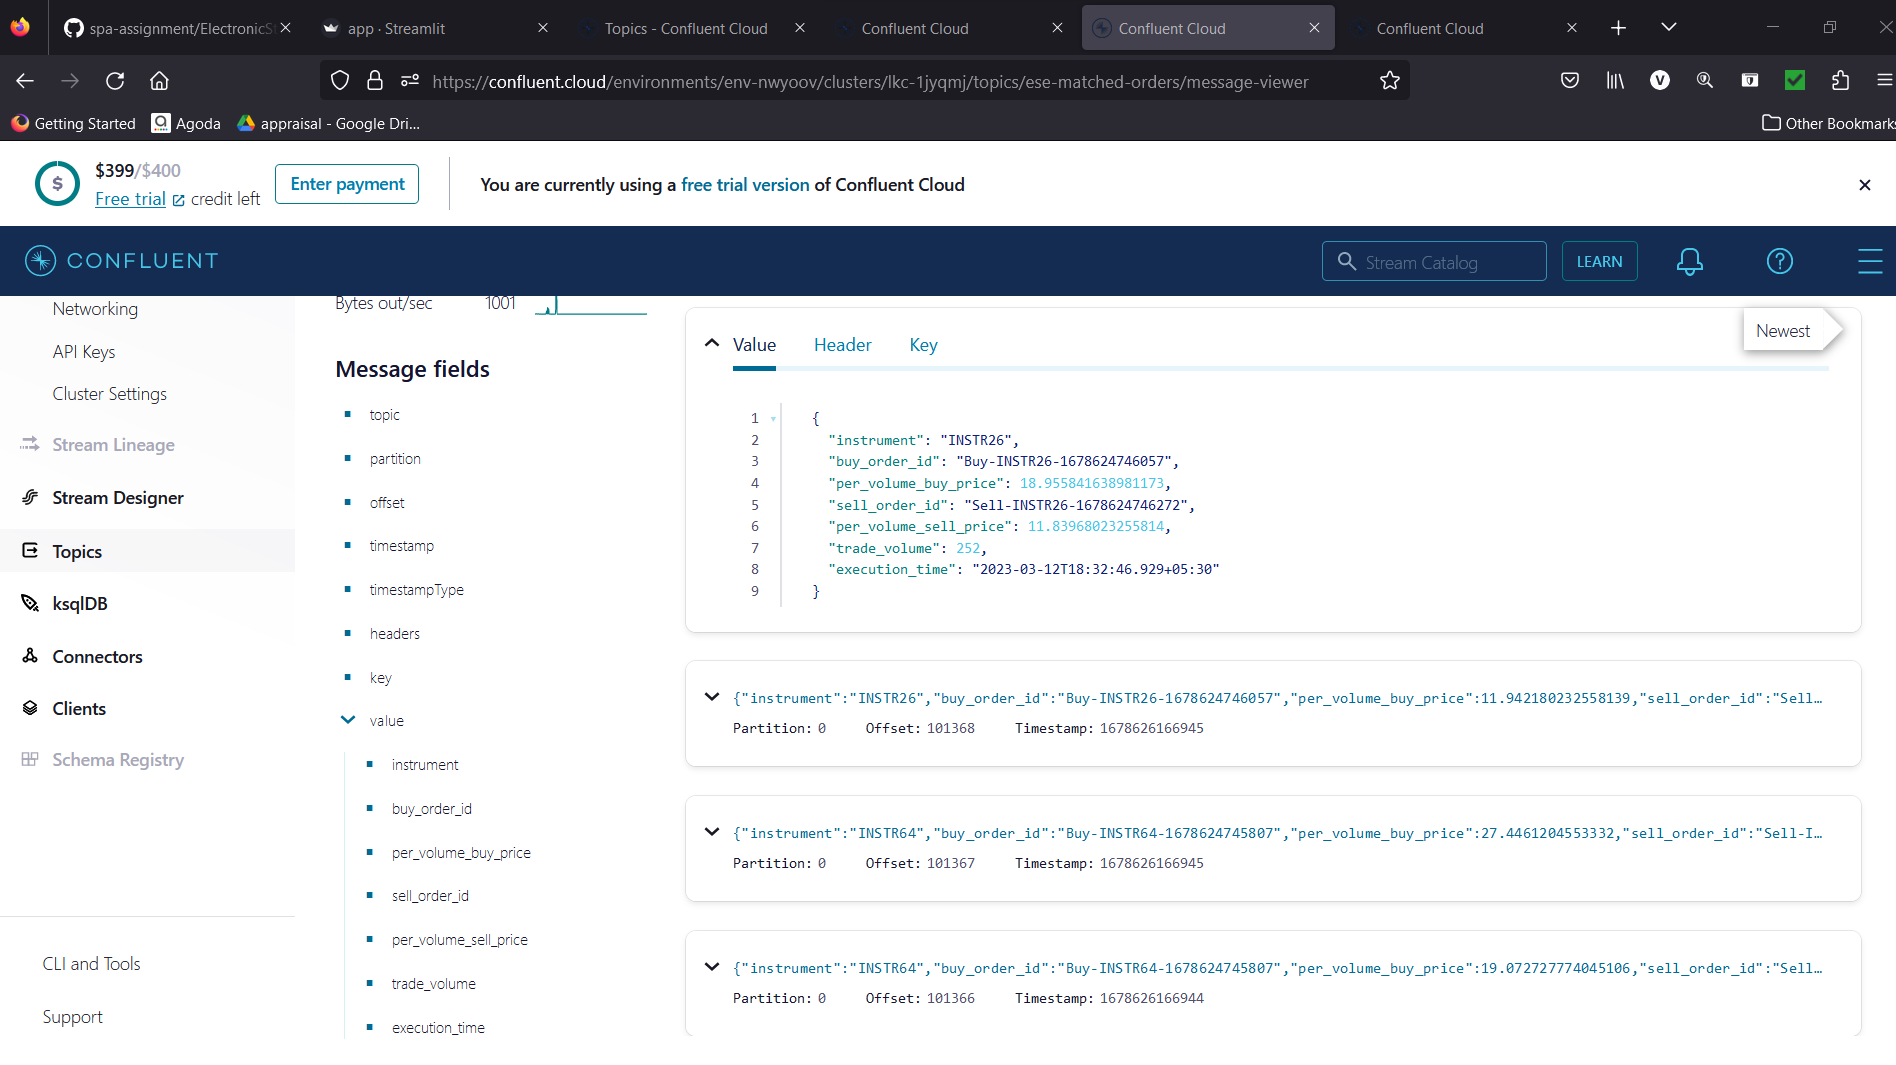 spa-assignment/ElectronicSt
app · Streamlit
Topics - Confluent Cloud
Confluent Cloud
Confluent Cloud
Confluent Cloud
https://confluent.cloud/environments/env-nwyoov/clusters/lkc-1jyqmj/topics/ese-matched-orders/message-viewer
Getting Started
Agoda
appraisal - Google Dri...
Other Bookmarks
$399/$400
Free trial credit left
Enter payment
You are currently using a free trial version of Confluent Cloud
CONFLUENT
Stream Catalog
LEARN
Networking
API Keys
Cluster Settings
Stream Lineage
Stream Designer
Topics
ksqlDB
Connectors
Clients
Schema Registry
CLI and Tools
Support
Bytes out/sec 1001
Message fields
topic
partition
offset
timestamp
timestampType
headers
key
value
instrument
buy_order_id
per_volume_buy_price
sell_order_id
per_volume_sell_price
trade_volume
execution_time
Value Header Key
Newest
1 {
2 "instrument": "INSTR26",
3 "buy_order_id": "Buy-INSTR26-1678624746057",
4 "per_volume_buy_price": 18.955841638981173,
5 "sell_order_id": "Sell-INSTR26-1678624746272",
6 "per_volume_sell_price": 11.83968023255814,
7 "trade_volume": 252,
8 "execution_time": "2023-03-12T18:32:46.929+05:30"
9 }
{"instrument":"INSTR26","buy_order_id":"Buy-INSTR26-1678624746057","per_volume_buy_price":11.942180232558139,"sell_order_id":"Sell…
Partition: 0 Offset: 101368 Timestamp: 1678626166945
{"instrument":"INSTR64","buy_order_id":"Buy-INSTR64-1678624745807","per_volume_buy_price":27.4461204553332,"sell_order_id":"Sell-I…
Partition: 0 Offset: 101367 Timestamp: 1678626166945
{"instrument":"INSTR64","buy_order_id":"Buy-INSTR64-1678624745807","per_volume_buy_price":19.072727774045106,"sell_order_id":"Sell…
Partition: 0 Offset: 101366 Timestamp: 1678626166944